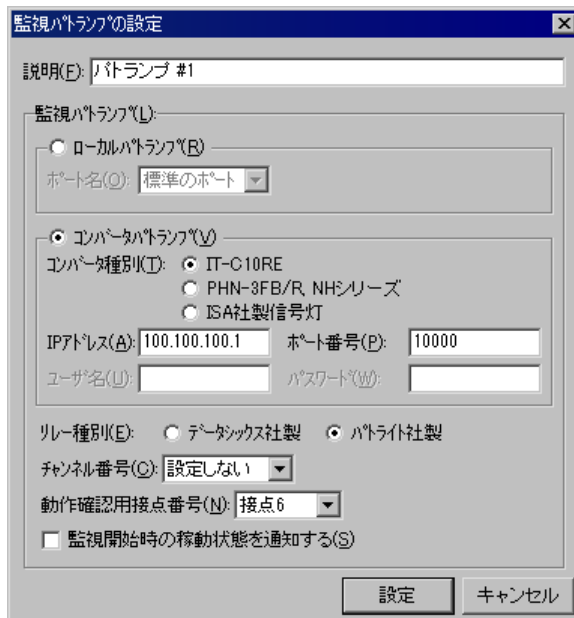 監視ﾊﾟﾄﾗﾝﾌﾟの設定
説明(F): パトランプ #1
監視ﾊﾟﾄﾗﾝﾌﾟ(L):
ﾛｰｶﾙﾊﾟﾄﾗﾝﾌﾟ(R)
ﾎﾟｰﾄ名(O): 標準のポート
ｺﾝﾊﾞｰﾀﾊﾟﾄﾗﾝﾌﾟ(V)
ｺﾝﾊﾞｰﾀ種別(T): IT-C10RE
PHN-3FB/R, NHシリーズ
ISA社製信号灯
IPｱﾄﾞﾚｽ(A): 100.100.100.1 ﾎﾟｰﾄ番号(P): 10000
ﾕｰｻﾞ名(U): ﾊﾟｽﾜｰﾄﾞ(W):
ﾘﾚｰ種別(E): ﾃﾞｰﾀｼｯｸｽ社製 ﾊﾟﾄﾗｲﾄ社製
ﾁｬﾝﾈﾙ番号(C): 設定しない
動作確認用接点番号(N): 接点6
監視開始時の稼動状態を通知する(S)
設定 キャンセル